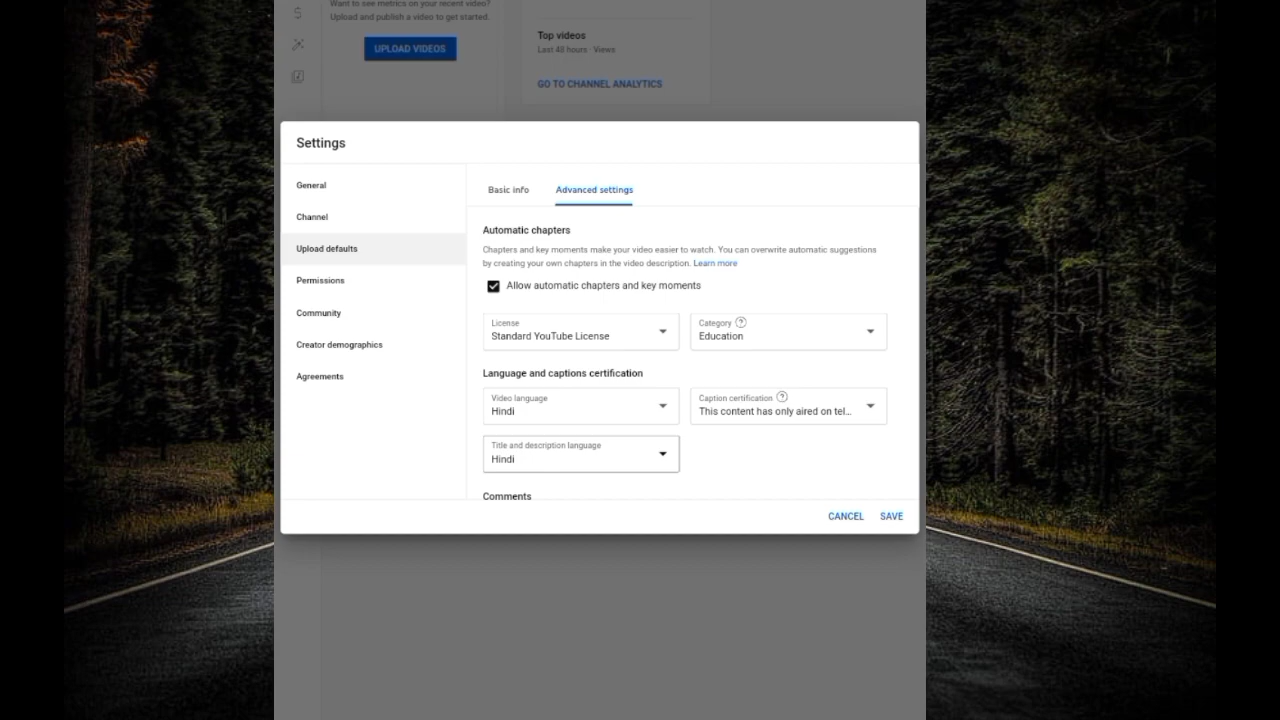 Want to see metrics on your recent video?
Upload and publish a video to get started.
UPLOAD VIDEOS
Top videos
Last 48 hours · Views
GO TO CHANNEL ANALYTICS
Settings
General
Channel
Upload defaults
Permissions
Community
Creator demographics
Agreements
Basic info
Advanced settings
Automatic chapters
Chapters and key moments make your video easier to watch. You can overwrite automatic suggestions
by creating your own chapters in the video description. Learn more
Allow automatic chapters and key moments
License
Standard YouTube License
Category
Education
Language and captions certification
Video language
Hindi
Caption certification
This content has only aired on tel...
Title and description language
Hindi
Comments
CANCEL SAVE